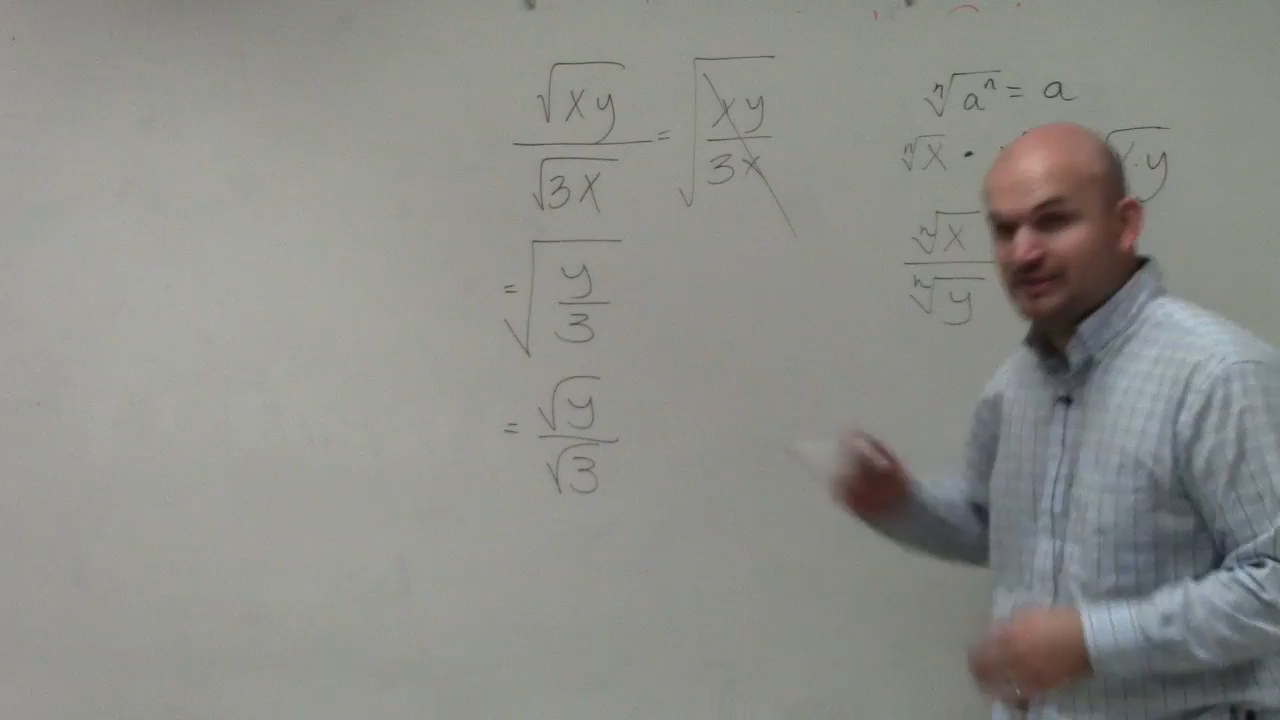 √xy / √3x = √(xy / 3x)
= √(y / 3)
= √y / √3
ⁿ√aⁿ = a
ⁿ√x · √x·y
ⁿ√x / ⁿ√y